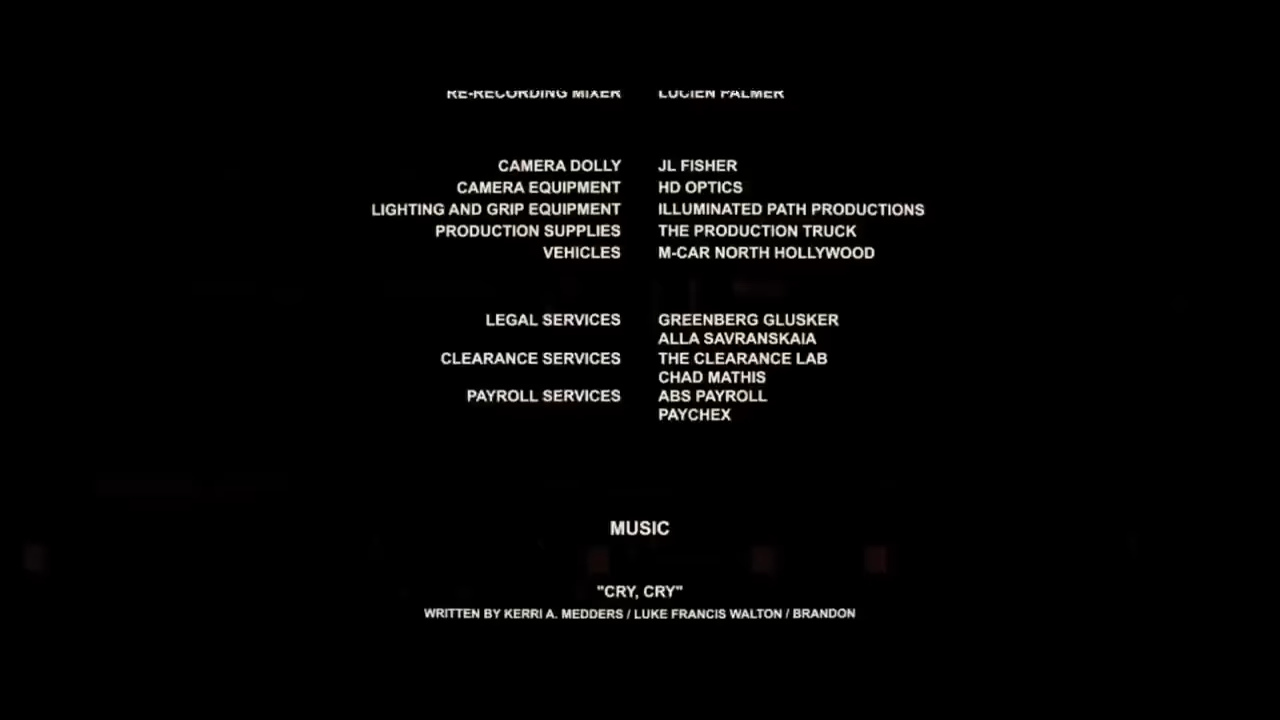 RE-RECORDING MIXER LUCIEN PALMER
CAMERA DOLLY JL FISHER
CAMERA EQUIPMENT HD OPTICS
LIGHTING AND GRIP EQUIPMENT ILLUMINATED PATH PRODUCTIONS
PRODUCTION SUPPLIES THE PRODUCTION TRUCK
VEHICLES M-CAR NORTH HOLLYWOOD
LEGAL SERVICES GREENBERG GLUSKER
ALLA SAVRANSKAIA
CLEARANCE SERVICES THE CLEARANCE LAB
CHAD MATHIS
PAYROLL SERVICES ABS PAYROLL
PAYCHEX
MUSIC
"CRY, CRY"
WRITTEN BY KERRI A. MEDDERS / LUKE FRANCIS WALTON / BRANDON